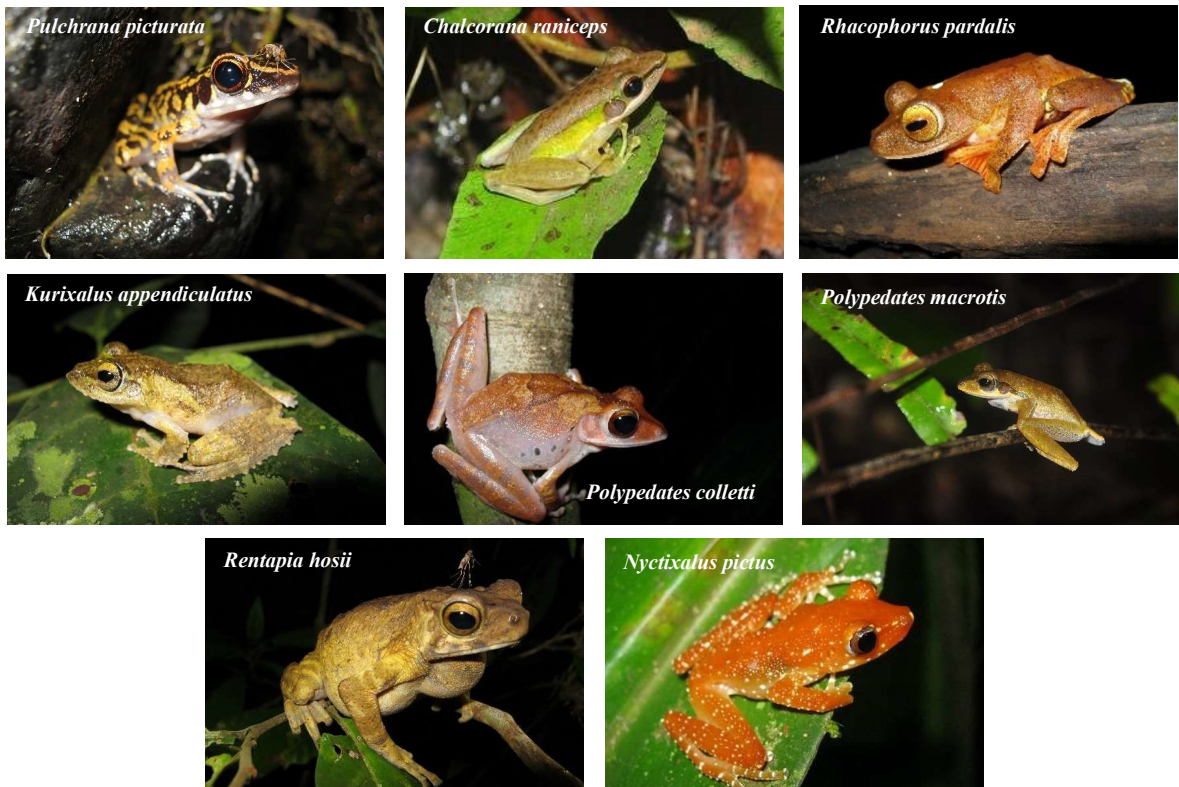 Pulchrana picturata
Chalcorana raniceps
Rhacophorus pardalis
Kurixalus appendiculatus
Polypedates colletti
Polypedates macrotis
Rentapia hosii
Nyctixalus pictus